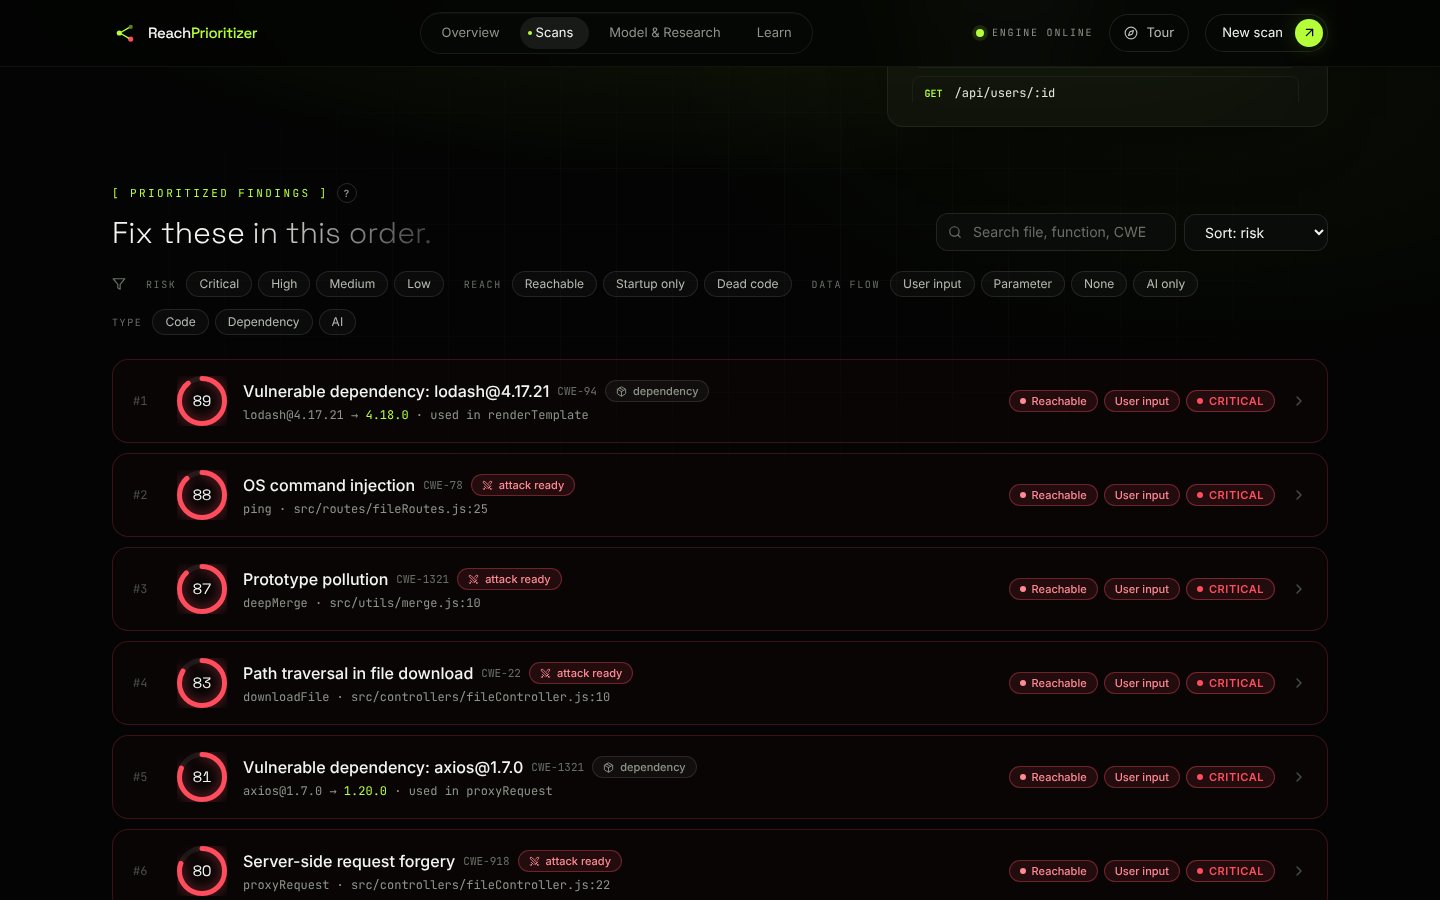 ReachPrioritizer Overview Scans Model & Research Learn ENGINE ONLINE Tour New scan
GET /api/users/:id
[ PRIORITIZED FINDINGS ] ?
Fix these in this order.
Search file, function, CWE Sort: risk
RISK Critical High Medium Low REACH Reachable Startup only Dead code DATA FLOW User input Parameter None AI only
TYPE Code Dependency AI
#1 89 Vulnerable dependency: lodash@4.17.21 CWE-94 dependency Reachable User input CRITICAL
lodash@4.17.21 → 4.18.0 · used in renderTemplate
#2 88 OS command injection CWE-78 attack ready Reachable User input CRITICAL
ping · src/routes/fileRoutes.js:25
#3 87 Prototype pollution CWE-1321 attack ready Reachable User input CRITICAL
deepMerge · src/utils/merge.js:10
#4 83 Path traversal in file download CWE-22 attack ready Reachable User input CRITICAL
downloadFile · src/controllers/fileController.js:10
#5 81 Vulnerable dependency: axios@1.7.0 CWE-1321 dependency Reachable User input CRITICAL
axios@1.7.0 → 1.20.0 · used in proxyRequest
#6 80 Server-side request forgery CWE-918 attack ready Reachable User input CRITICAL
proxyRequest · src/controllers/fileController.js:22